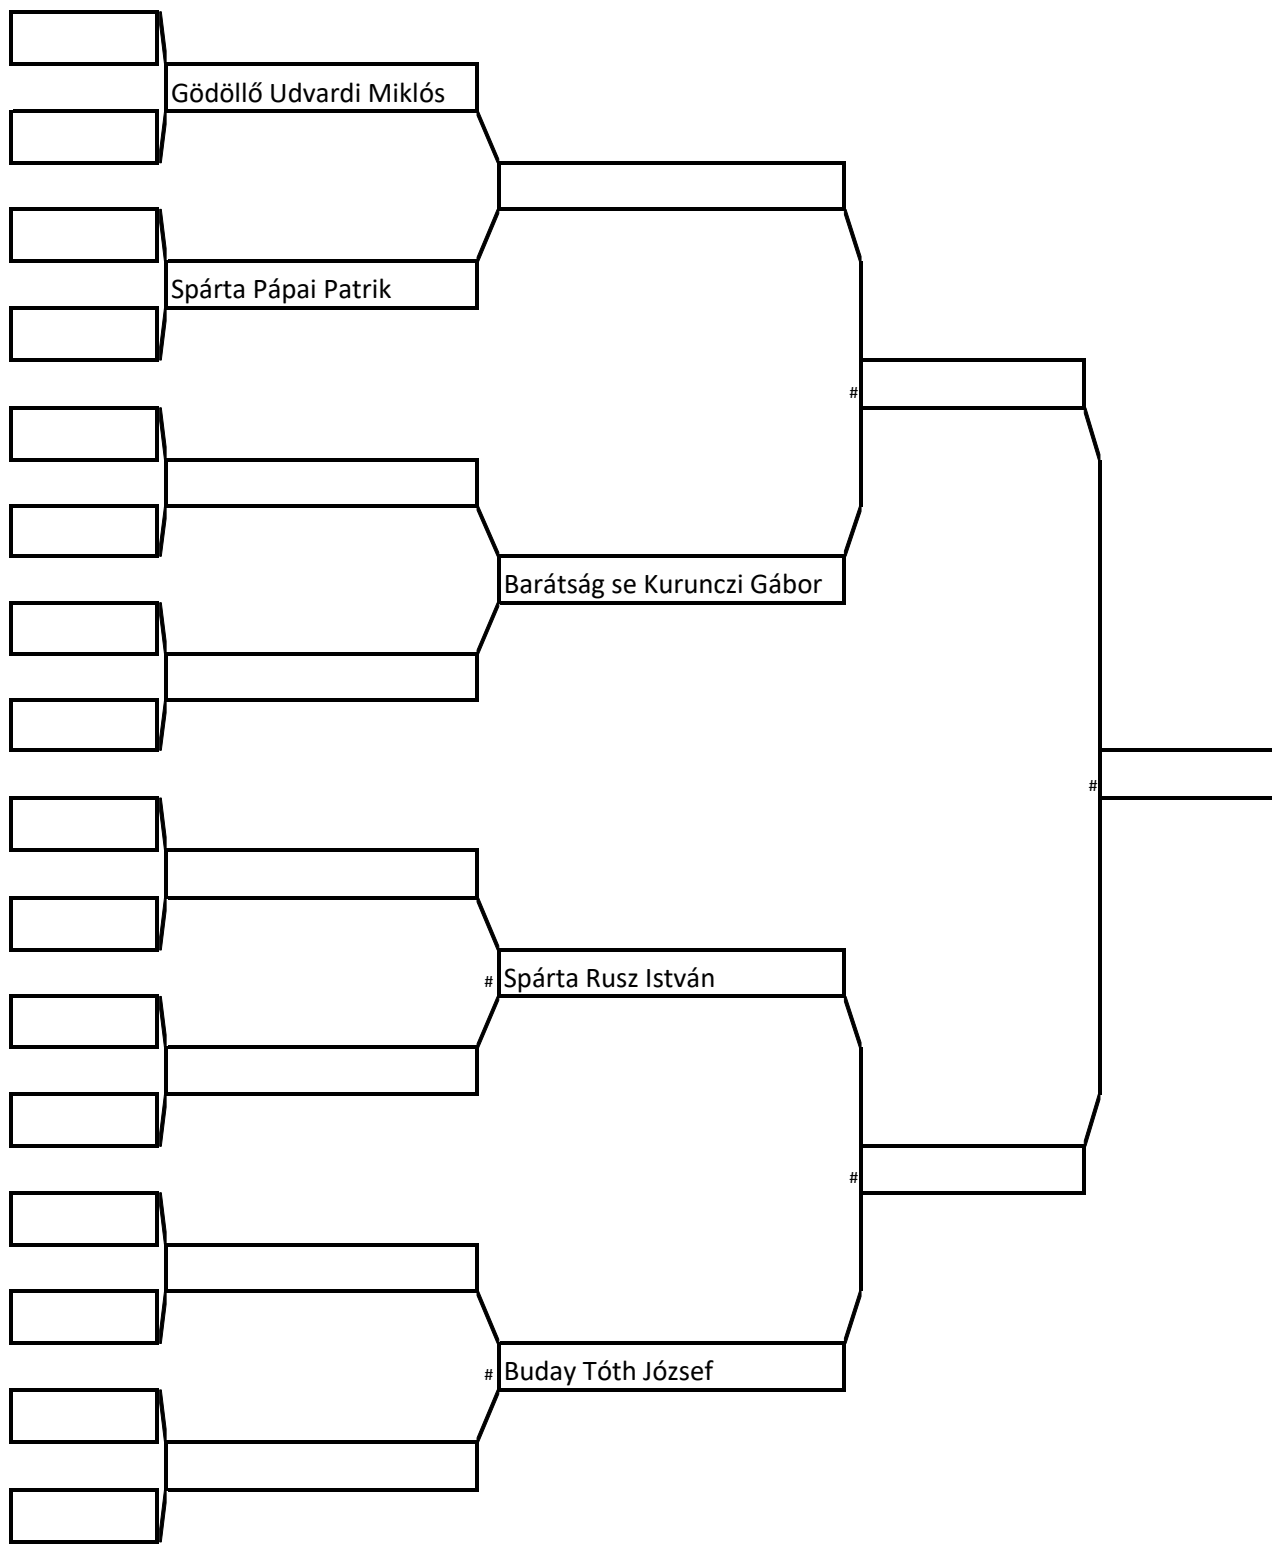 Gödöllő Udvardi Miklós
Spárta Pápai Patrik
#
Barátság se Kurunczi Gábor
#
# Spárta Rusz István
#
# Buday Tóth József